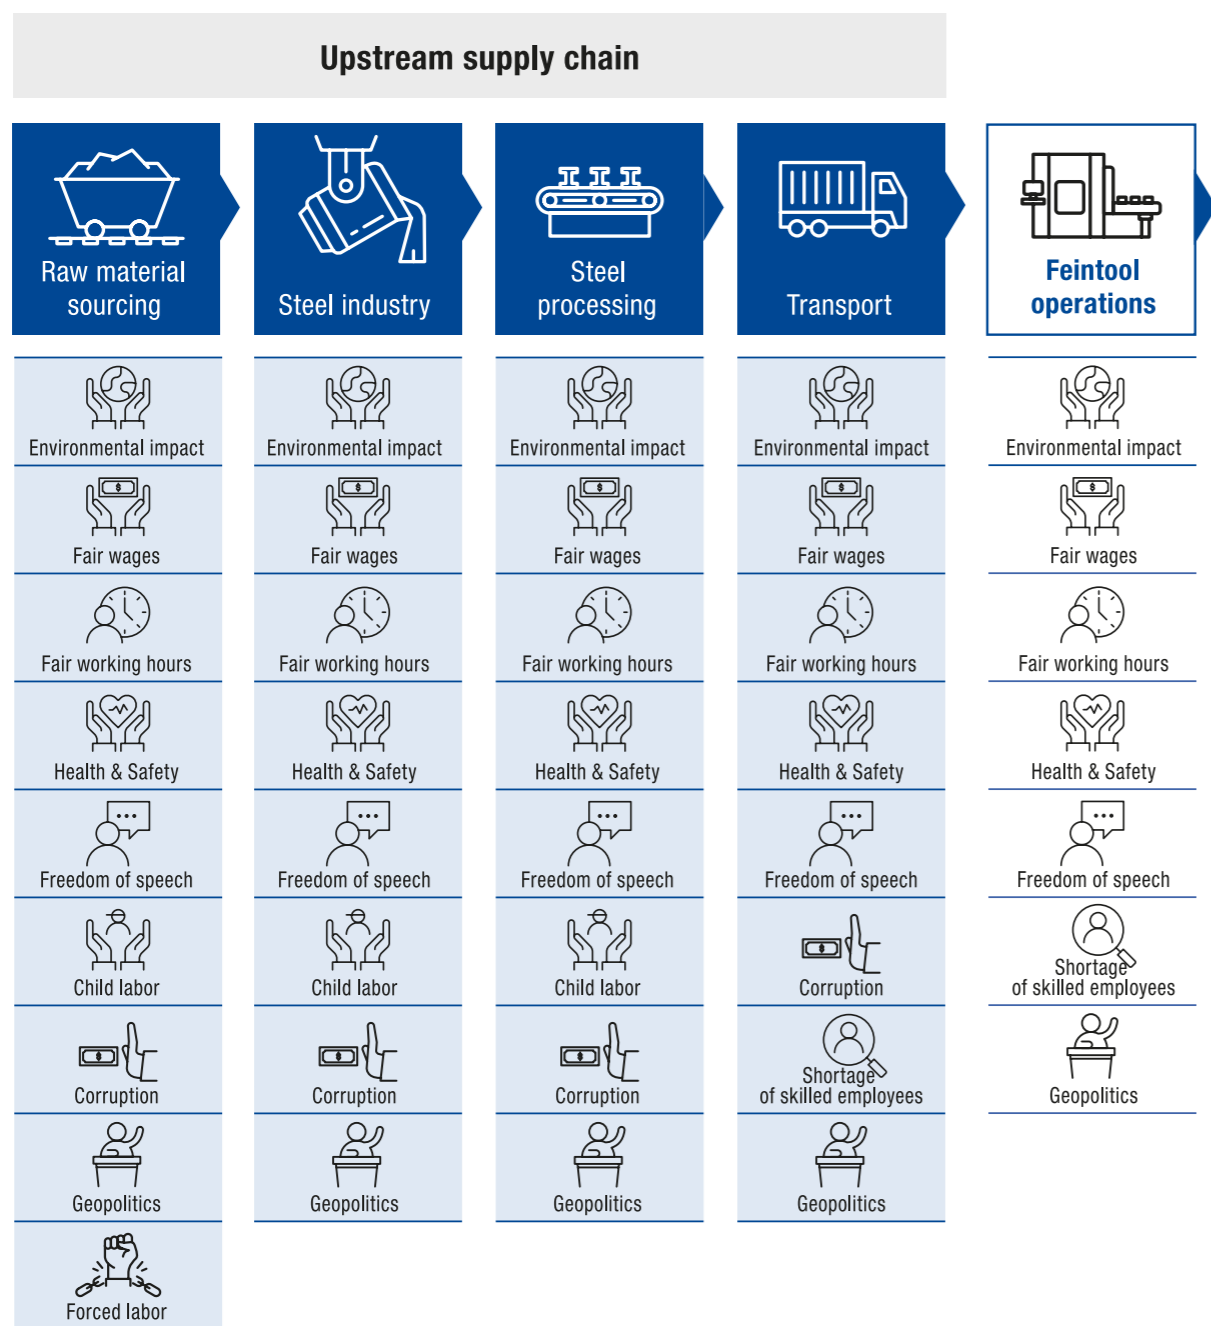 Upstream supply chain
Raw material
sourcing
Steel industry
Steel
processing
Transport
Feintool
operations
Environmental impact
Environmental impact
Environmental impact
Environmental impact
Environmental impact
$
$
$
$
$
Fair wages
Fair wages
Fair wages
Fair wages
Fair wages
Fair working hours
Fair working hours
Fair working hours
Fair working hours
Fair working hours
Health & Safety
Health & Safety
Health & Safety
Health & Safety
Health & Safety
Freedom of speech
Freedom of speech
Freedom of speech
Freedom of speech
Freedom of speech
Child labor
Child labor
Child labor
$
Corruption
Shortage
of skilled employees
$
Corruption
$
Corruption
$
Corruption
Shortage
of skilled employees
Geopolitics
Geopolitics
Geopolitics
Geopolitics
Geopolitics
Forced labor